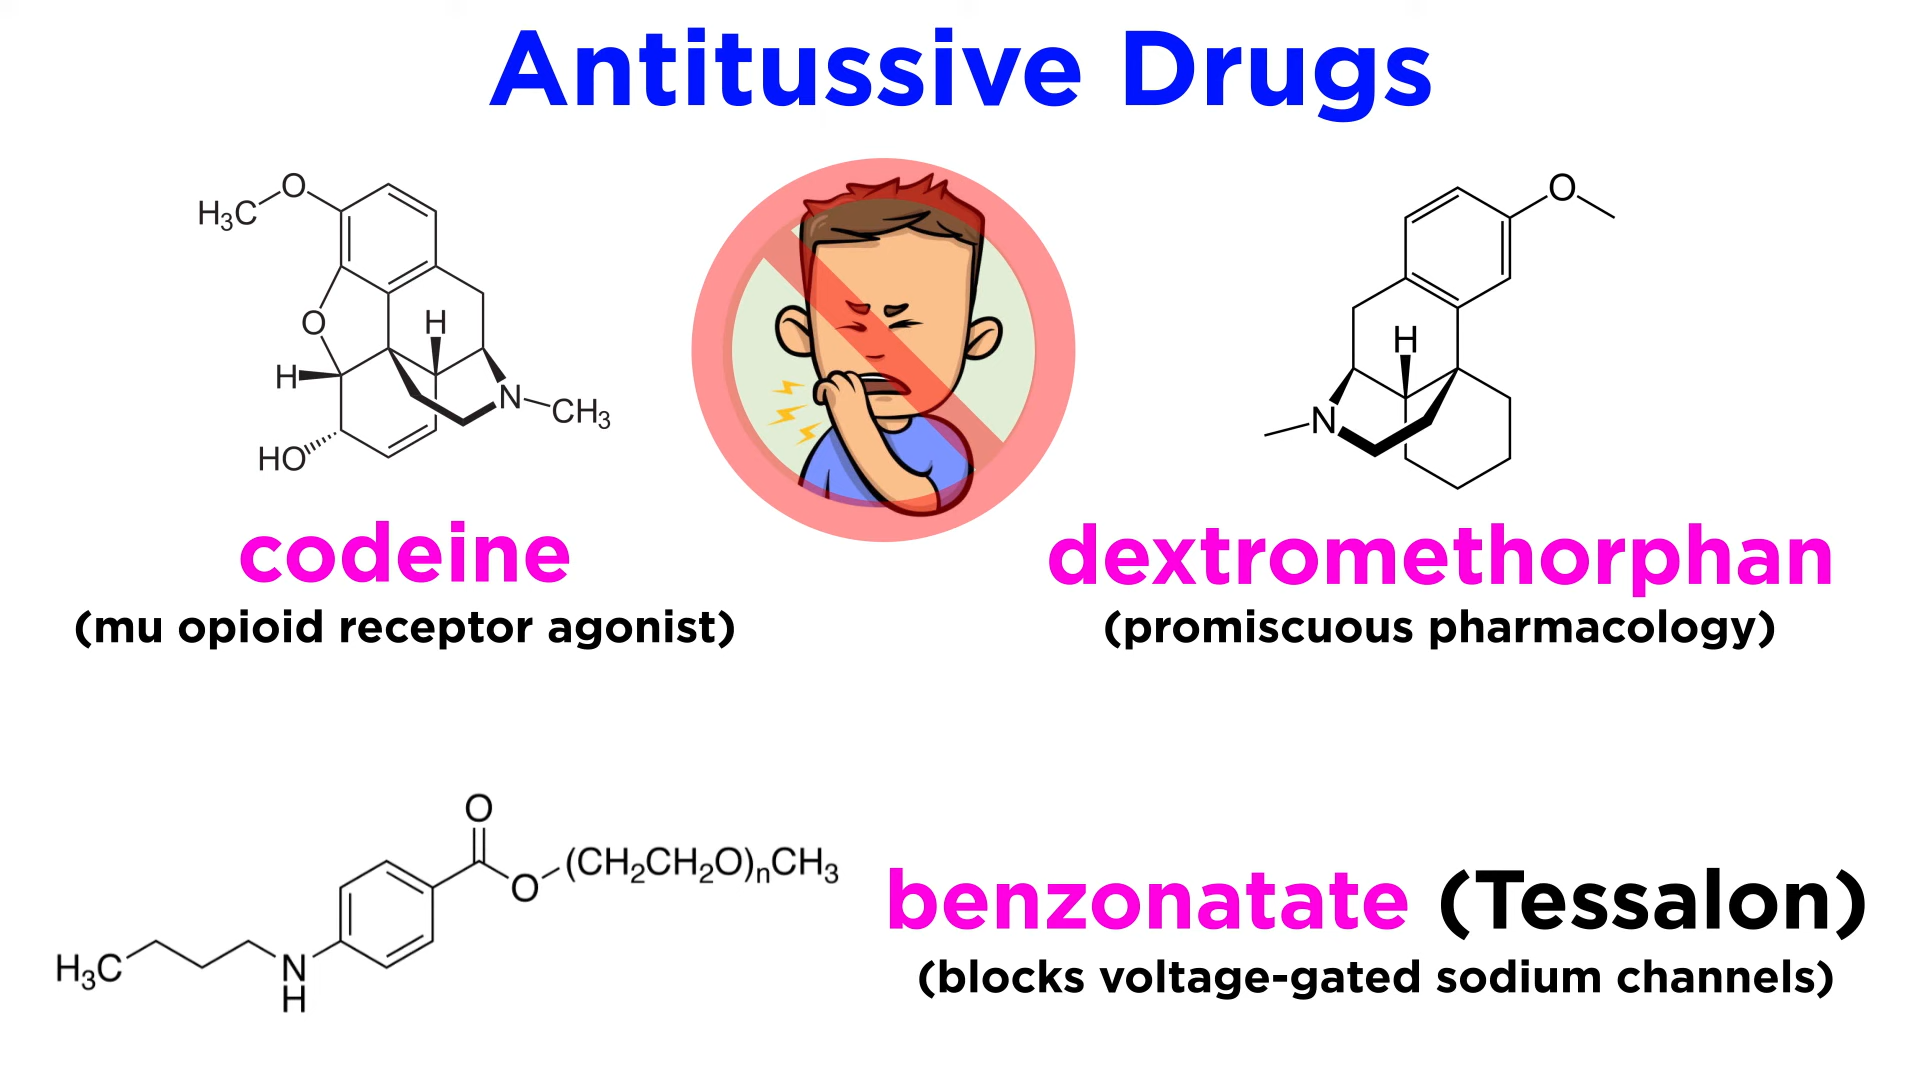 Antitussive Drugs
H₃C O
O
H
H
N CH₃
HO
codeine
(mu opioid receptor agonist)
O
H
N
dextromethorphan
(promiscuous pharmacology)
O
O (CH₂CH₂O)ₙCH₃
H₃C
N
H
benzonatate (Tessalon)
(blocks voltage-gated sodium channels)